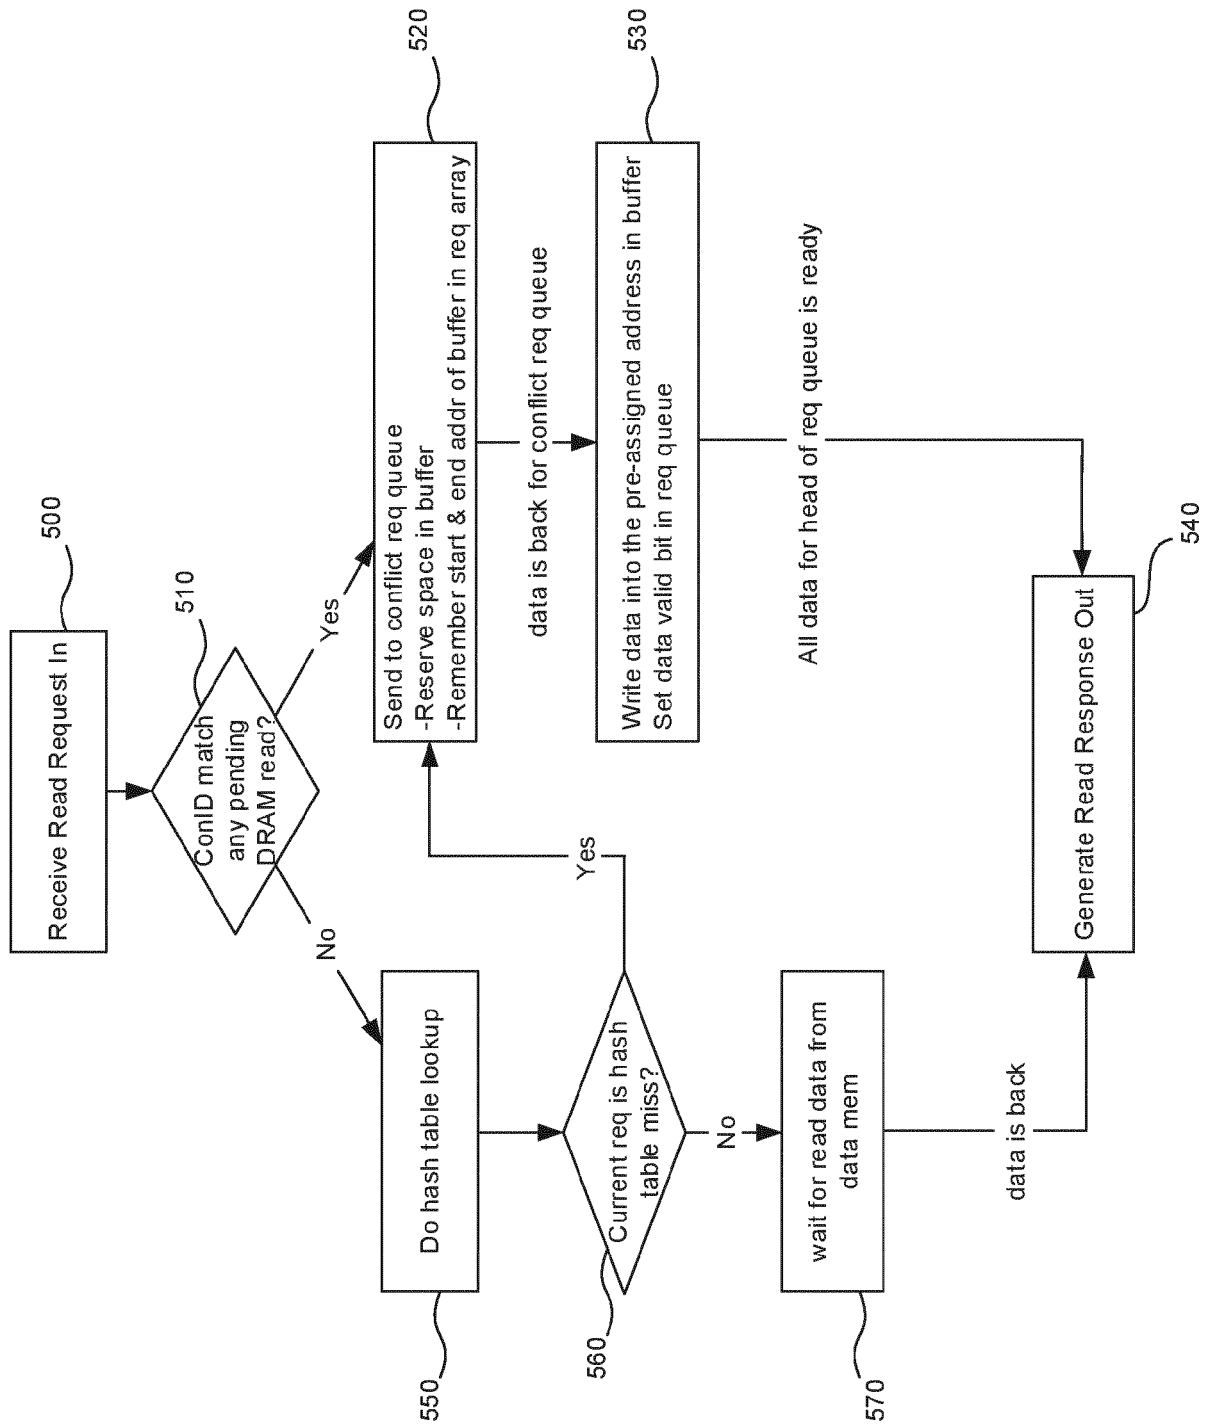 500
Receive Read Request In
510
ConID match
any pending
DRAM read?
Yes
No
520
Send to conflict req queue
-Reserve space in buffer
-Remember start & end addr of buffer in req array
data is back for conflict req queue
530
Write data into the pre-assigned address in buffer
Set data valid bit in req queue
All data for head of req queue is ready
550
Do hash table lookup
560
Current req is hash
table miss?
Yes
No
570
wait for read data from
data mem
data is back
540
Generate Read Response Out